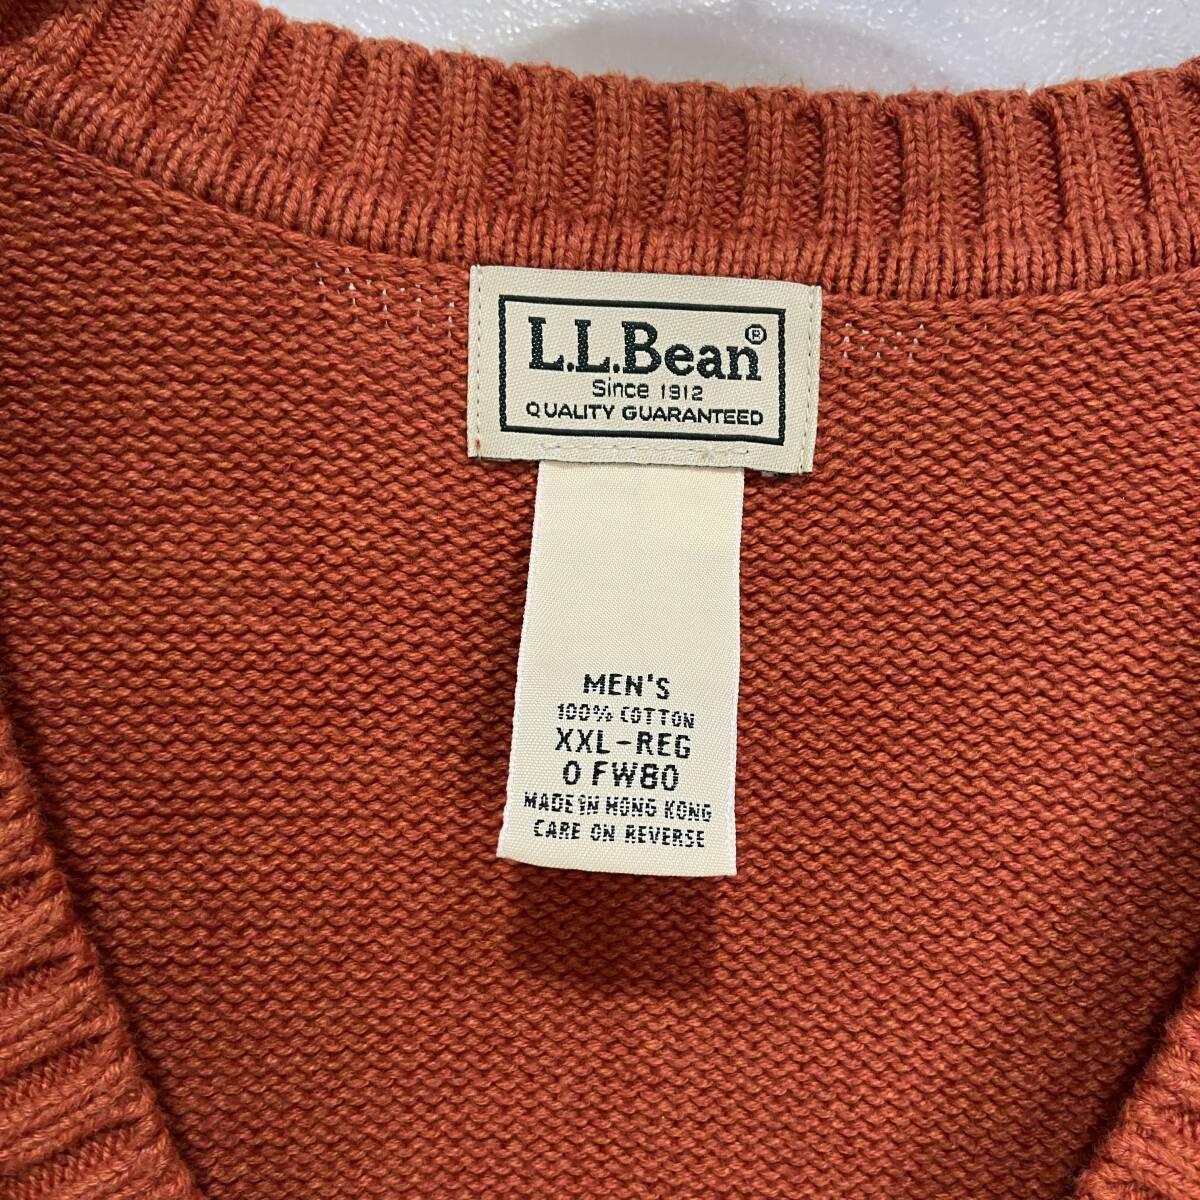 L.L.Bean®
Since 1912
QUALITY GUARANTEED
MEN'S
100% COTTON
XXL-REG
0 FW80
MADE IN HONG KONG
CARE ON REVERSE